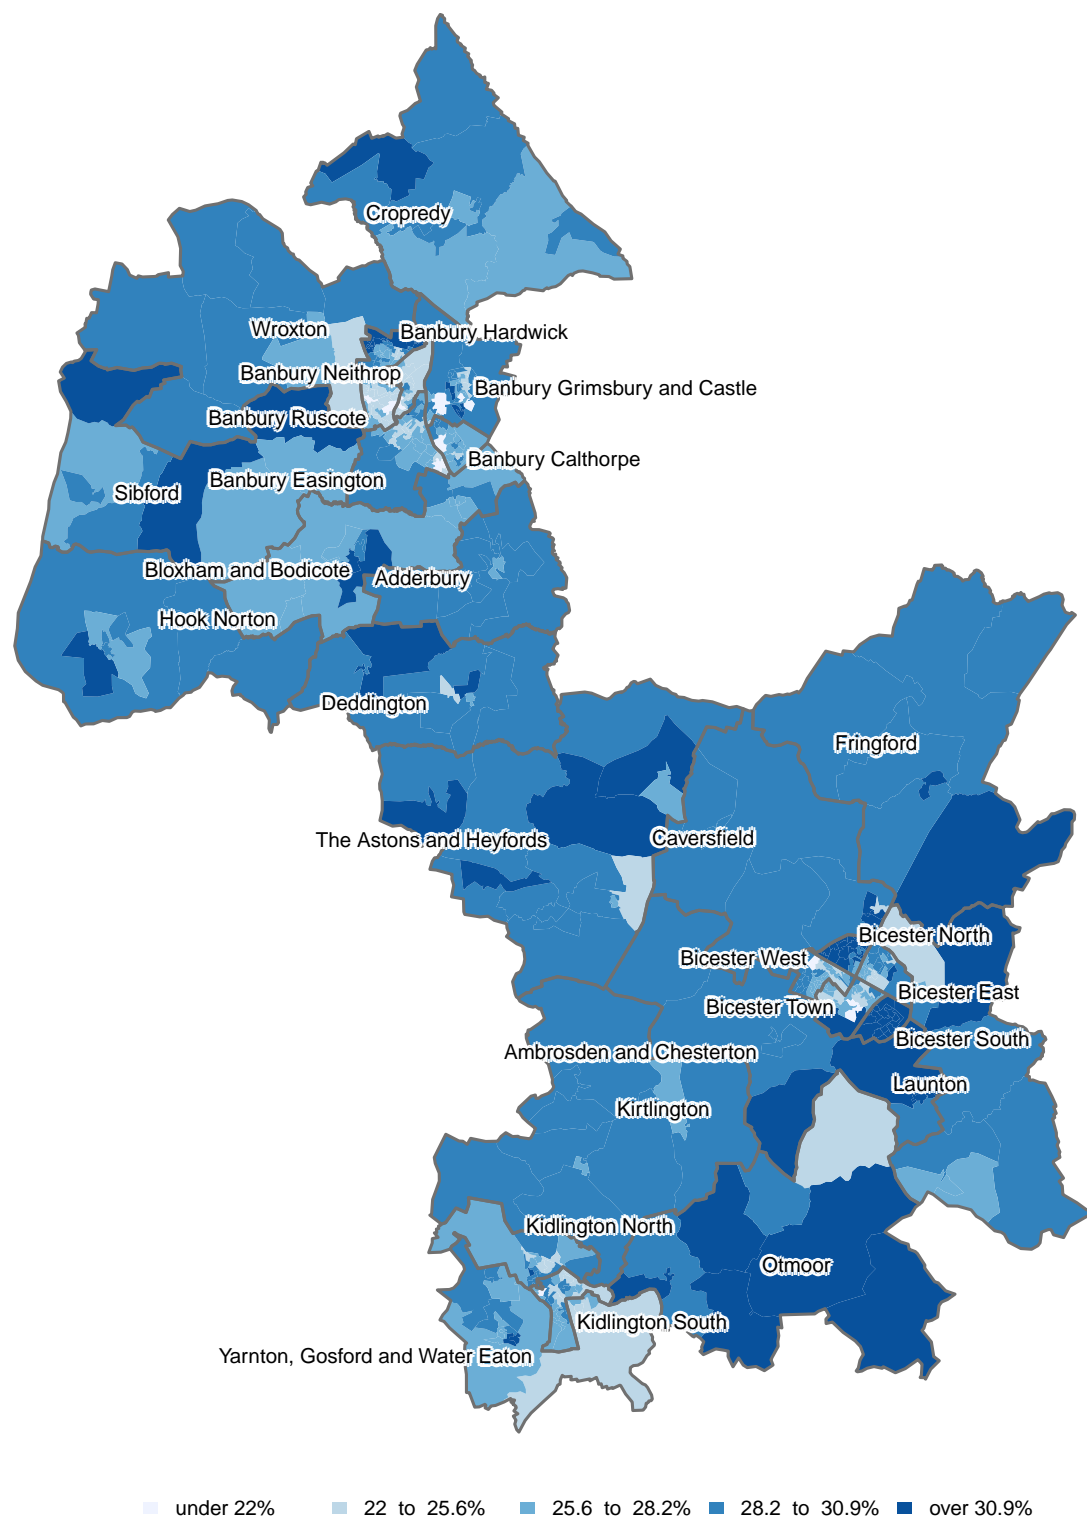 Cropredy
Wroxton
Banbury Hardwick
Banbury Neithrop
Banbury Grimsbury and Castle
Banbury Ruscote
Banbury Calthorpe
Banbury Easington
Sibford
Bloxham and Bodicote
Adderbury
Hook Norton
Deddington
Fringford
The Astons and Heyfords
Caversfield
Bicester North
Bicester West
Bicester East
Bicester Town
Bicester South
Ambrosden and Chesterton
Launton
Kirtlington
Kidlington North
Otmoor
Kidlington South
Yarnton, Gosford and Water Eaton
under 22% 22 to 25.6% 25.6 to 28.2% 28.2 to 30.9% over 30.9%